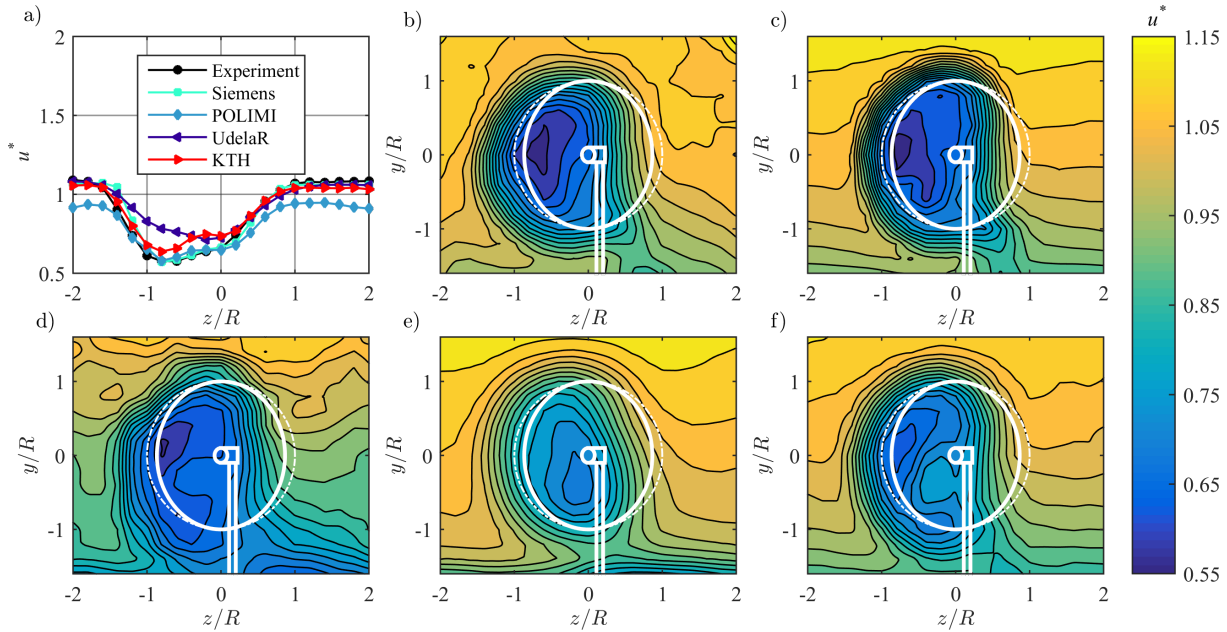 a)
2
1.5
1
0.5
u*
-2 -1 0 1 2
z/R
Experiment
Siemens
POLIMI
UdelaR
KTH
b)
1
0
-1
y/R
-2 -1 0 1 2
z/R
c)
1
0
-1
y/R
-2 -1 0 1 2
z/R
u*
1.15
1.05
0.95
0.85
0.75
0.65
0.55
d)
1
0
-1
y/R
-2 -1 0 1 2
z/R
e)
1
0
-1
y/R
-2 -1 0 1 2
z/R
f)
1
0
-1
y/R
-2 -1 0 1 2
z/R